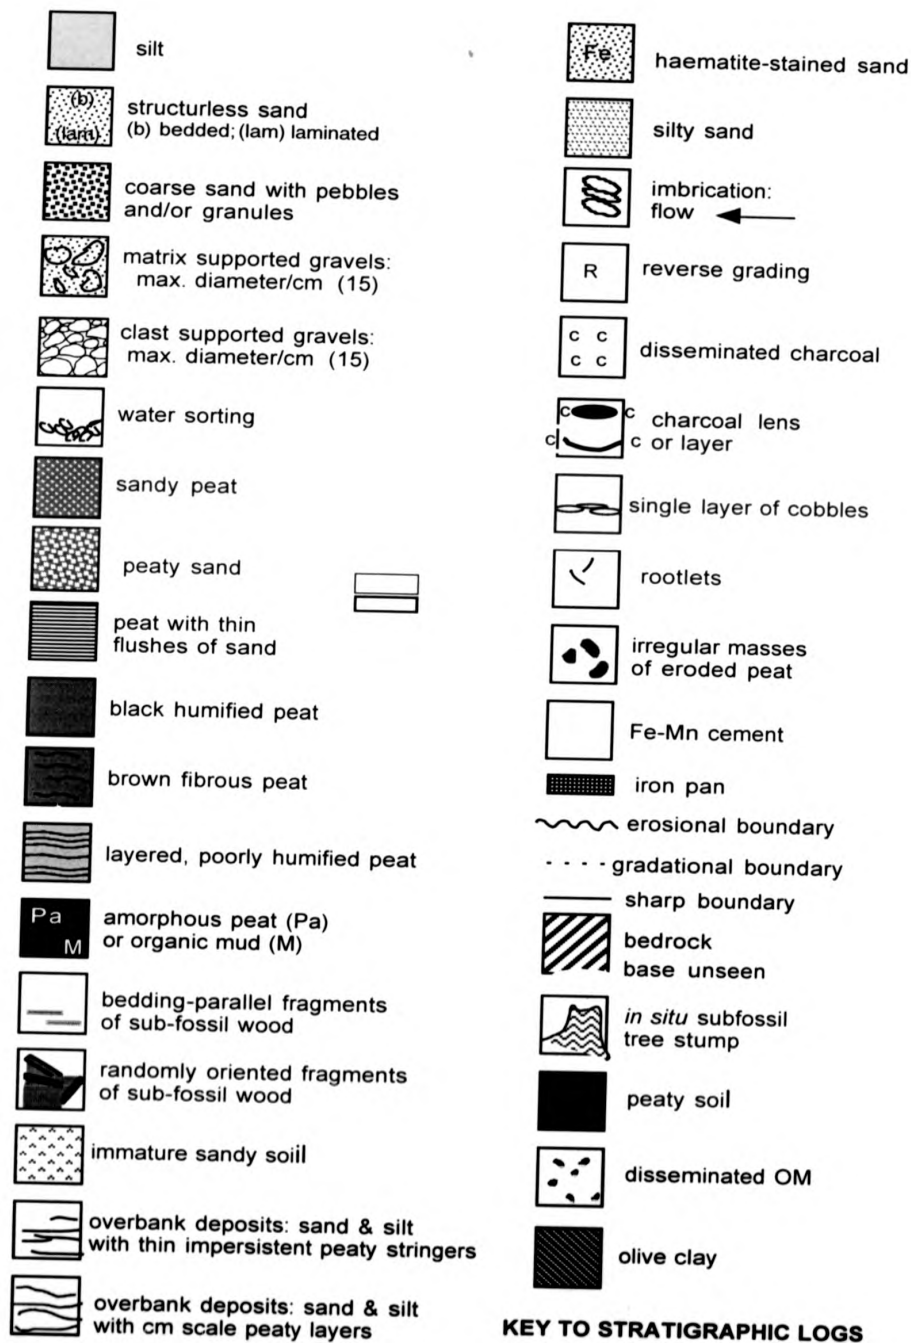 silt
(b)
(lam)
structurless sand
(b) bedded; (lam) laminated
coarse sand with pebbles
and/or granules
matrix supported gravels:
max. diameter/cm (15)
clast supported gravels:
max. diameter/cm (15)
water sorting
sandy peat
peaty sand
peat with thin
flushes of sand
black humified peat
brown fibrous peat
layered, poorly humified peat
Pa
M
amorphous peat (Pa)
or organic mud (M)
bedding-parallel fragments
of sub-fossil wood
randomly oriented fragments
of sub-fossil wood
immature sandy soiil
overbank deposits: sand & silt
with thin impersistent peaty stringers
overbank deposits: sand & silt
with cm scale peaty layers
Fe
haematite-stained sand
silty sand
imbrication:
flow
R
reverse grading
c c
c c
disseminated charcoal
c c
c c
charcoal lens
or layer
single layer of cobbles
rootlets
irregular masses
of eroded peat
Fe-Mn cement
iron pan
erosional boundary
gradational boundary
sharp boundary
bedrock
base unseen
in situ subfossil
tree stump
peaty soil
disseminated OM
olive clay
KEY TO STRATIGRAPHIC LOGS